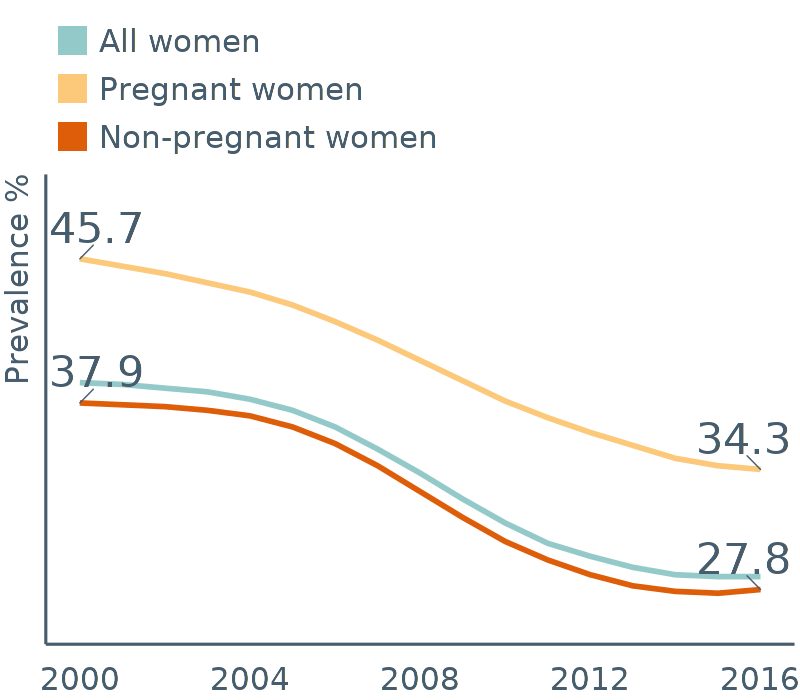 All women
Pregnant women
Non-pregnant women
Prevalence %
45.7
37.9
34.3
27.8
2000 2004 2008 2012 2016